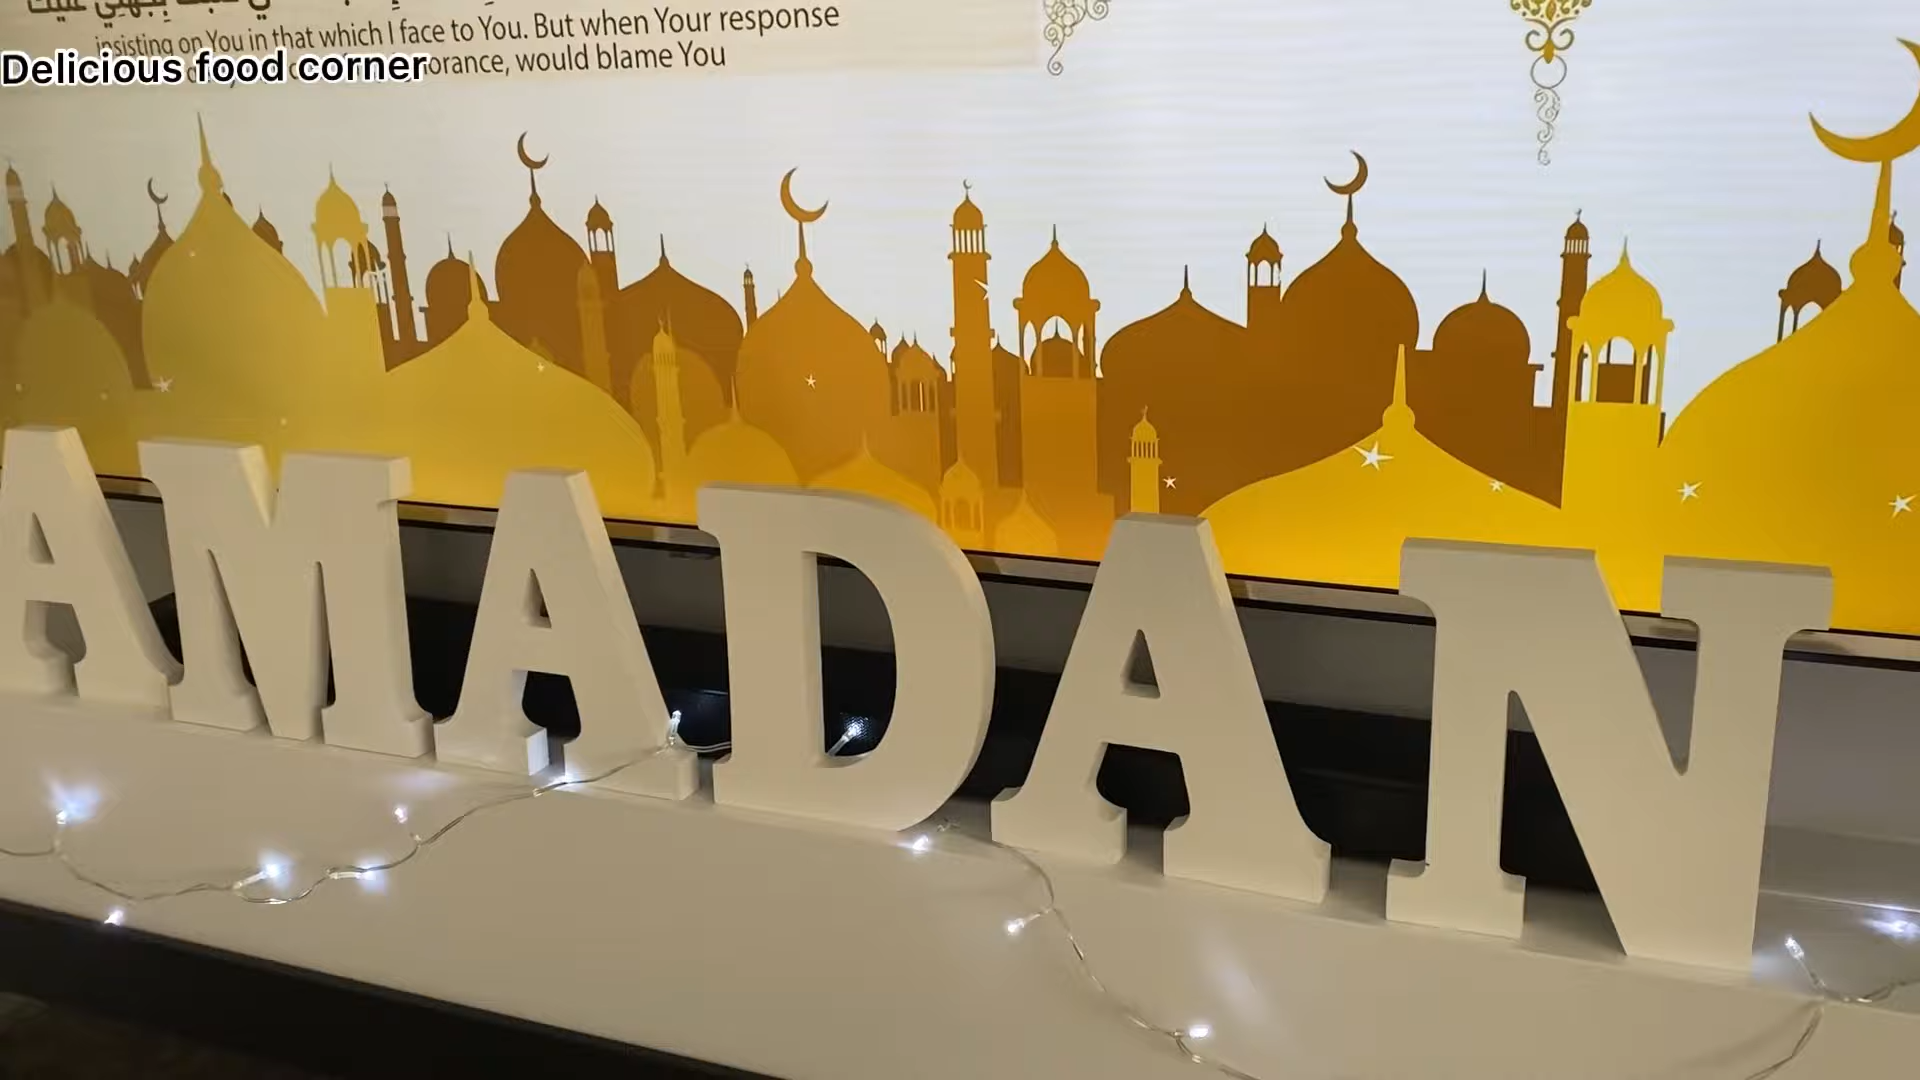 insisting on You in that which I face to You. But when Your response
orance, would blame You
Delicious food corner
AMADAN